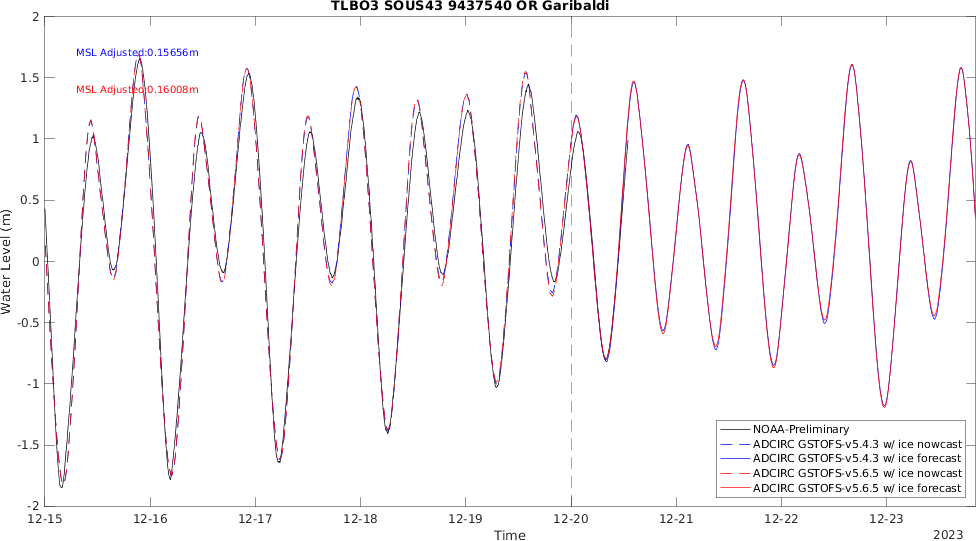 TLBO3 SOUS43 9437540 OR Garibaldi
MSL Adjusted:0.15656m
MSL Adjusted:0.16008m
Water Level (m)
2
1.5
1
0.5
0
-0.5
-1
-1.5
-2
NOAA-Preliminary
ADCIRC GSTOFS-v5.4.3 w/ ice nowcast
ADCIRC GSTOFS-v5.4.3 w/ ice forecast
ADCIRC GSTOFS-v5.6.5 w/ ice nowcast
ADCIRC GSTOFS-v5.6.5 w/ ice forecast
12-15 12-16 12-17 12-18 12-19 12-20 12-21 12-22 12-23
Time
2023